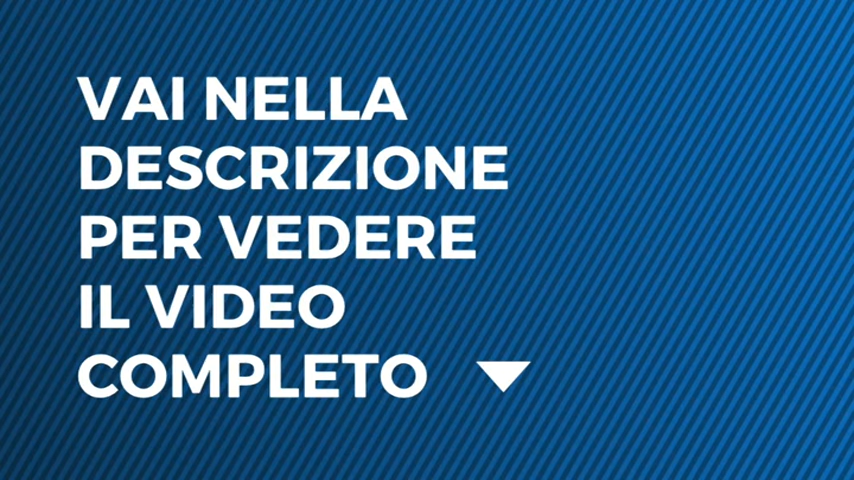 VAI NELLA
DESCRIZIONE
PER VEDERE
IL VIDEO
COMPLETO